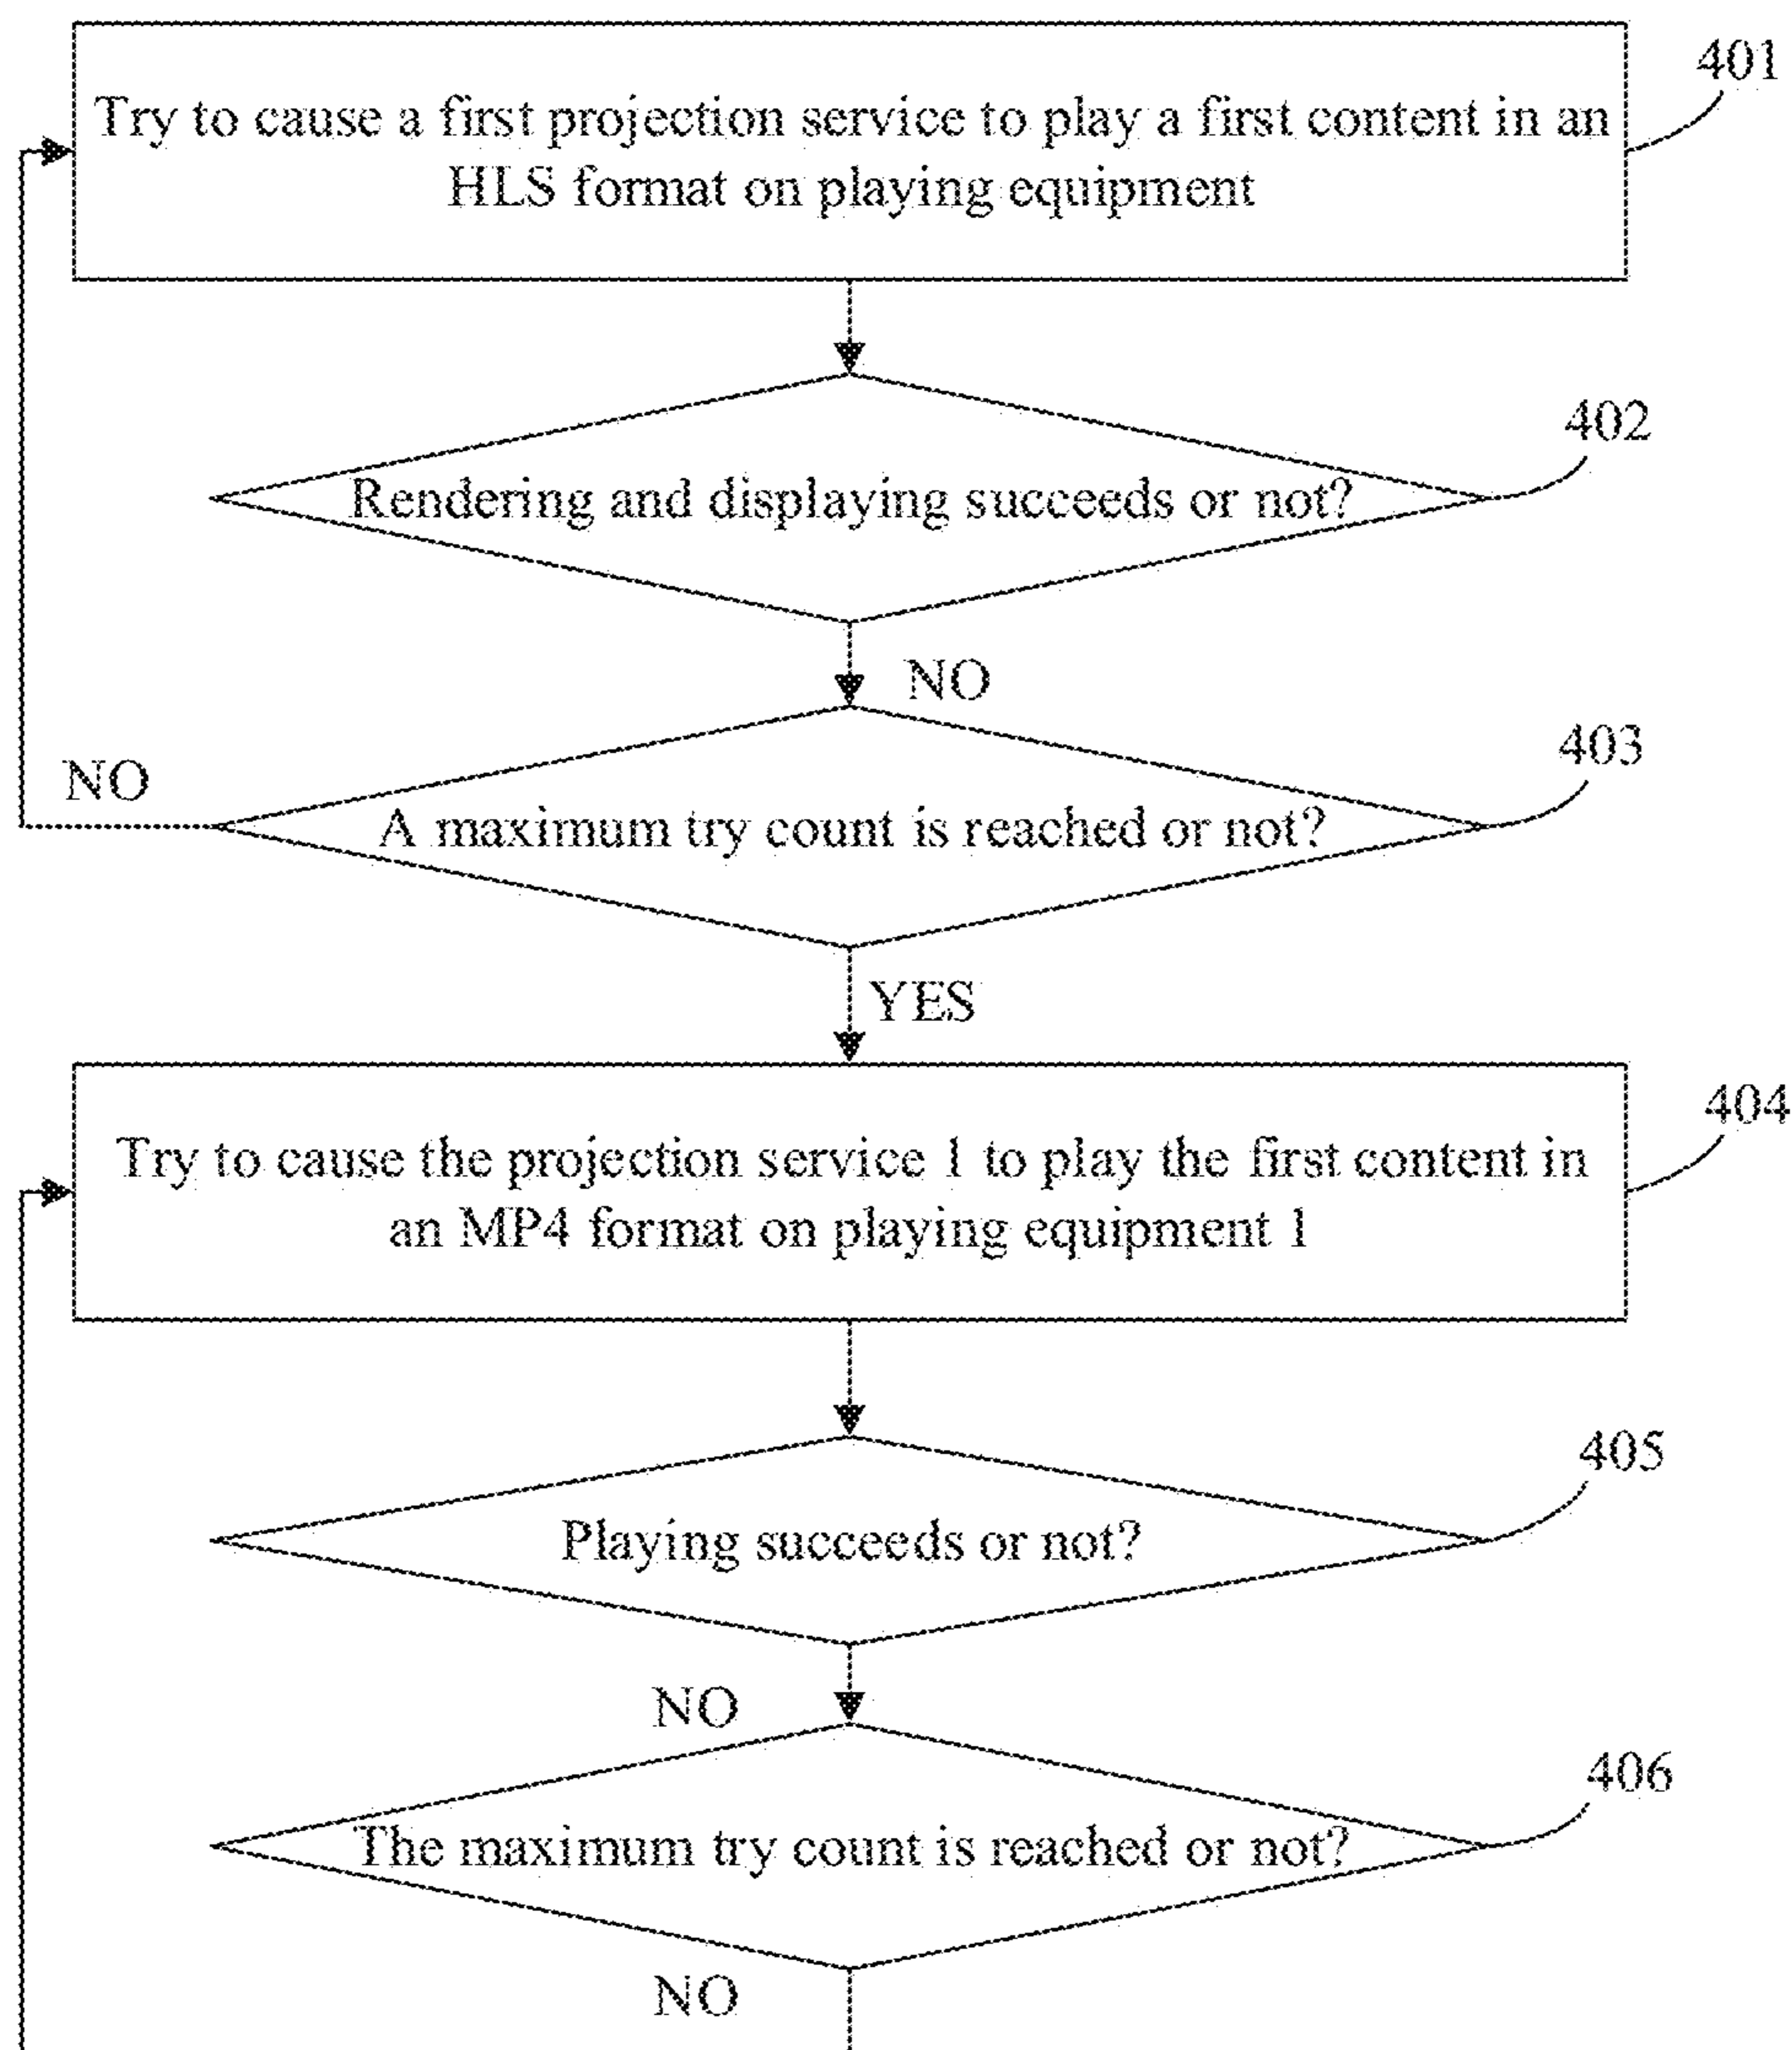 401
Try to cause a first projection service to play a first content in an
HLS format on playing equipment
402
Rendering and displaying succeeds or not?
NO
403
NO
A maximum try count is reached or not?
YES
404
Try to cause the projection service 1 to play the first content in
an MP4 format on playing equipment 1
405
Playing succeeds or not?
NO
406
The maximum try count is reached or not?
NO